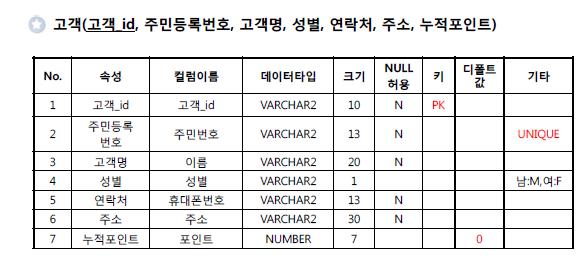 고객(고객_id, 주민등록번호, 고객명, 성별, 연락처, 주소, 누적포인트)
No. 속성 컬럼이름 데이터타입 크기 NULL 허용 키 디폴트 값 기타
1 고객_id 고객_id VARCHAR2 10 N PK
2 주민등록 번호 주민번호 VARCHAR2 13 N UNIQUE
3 고객명 이름 VARCHAR2 20 N
4 성별 성별 VARCHAR2 1 남:M,여:F
5 연락처 휴대폰번호 VARCHAR2 13 N
6 주소 주소 VARCHAR2 30 N
7 누적포인트 포인트 NUMBER 7 0